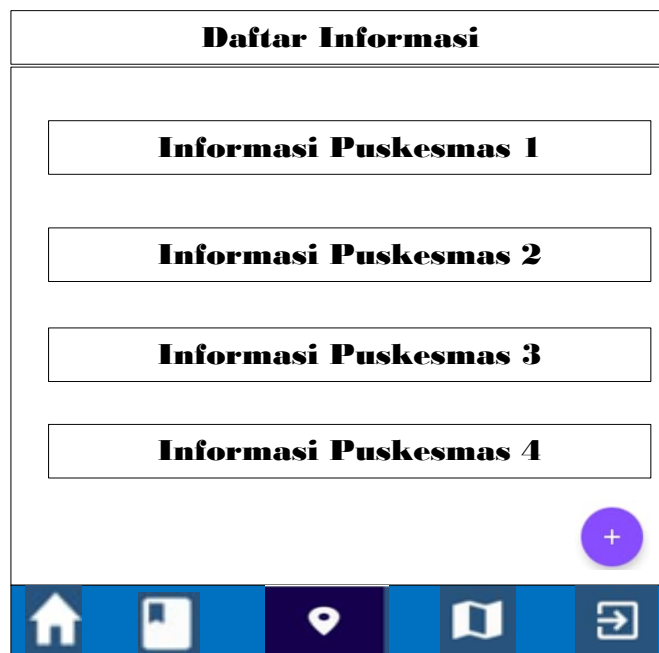 Daftar Informasi
Informasi Puskesmas 1
Informasi Puskesmas 2
Informasi Puskesmas 3
Informasi Puskesmas 4
+